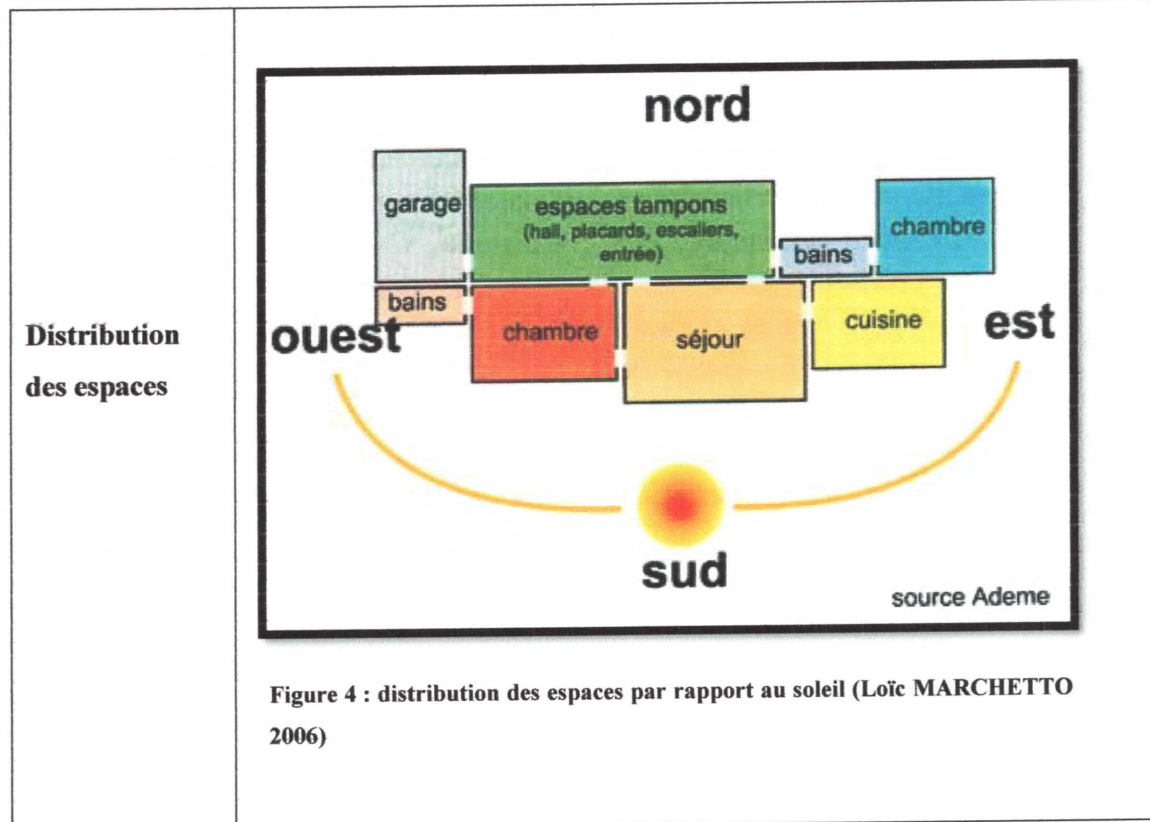 Distribution
des espaces
nord
garage
espaces tampons
(hall, placards, escaliers,
entrée)
bains
chambre
bains
ouest
chambre
séjour
cuisine
est
sud
source Ademe
Figure 4 : distribution des espaces par rapport au soleil (Loïc MARCHETTO
2006)